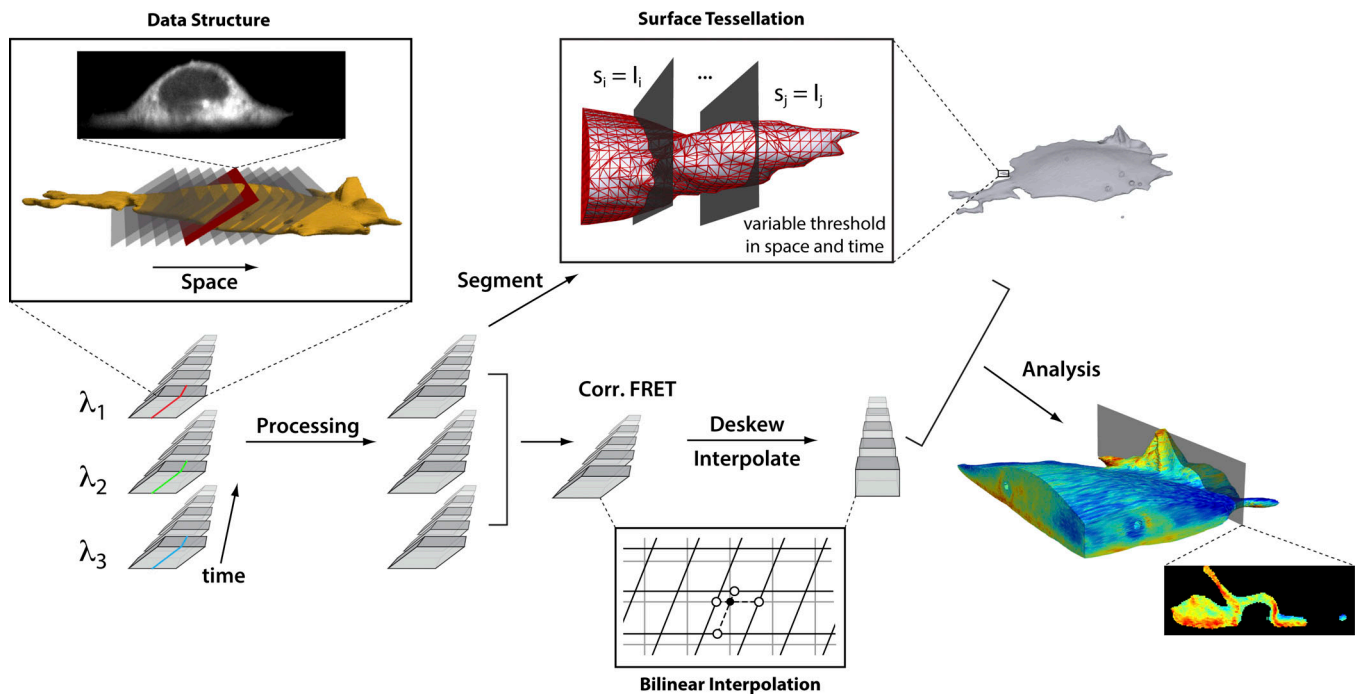 Data Structure
Surface Tessellation
sᵢ = lᵢ
...
sⱼ = lⱼ
variable threshold
in space and time
Space
Segment
λ₁
λ₂
λ₃
Processing
time
Corr. FRET
Deskew
Interpolate
Analysis
Bilinear Interpolation